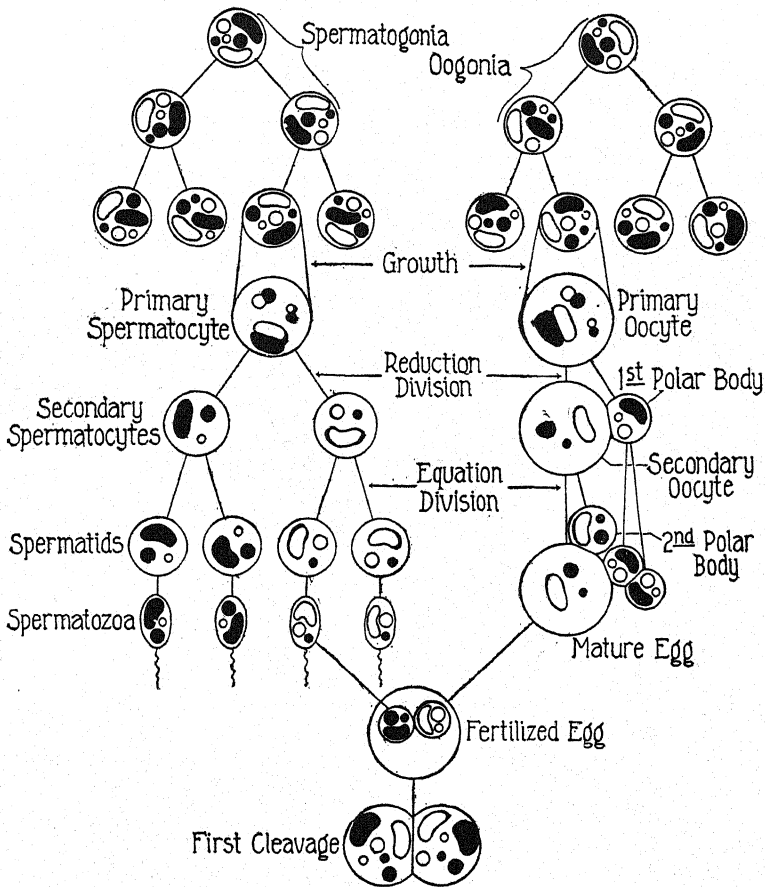 Spermatogonia
Oogonia
Growth
Primary
Spermatocyte
Primary
Oocyte
Reduction
Division
1st Polar Body
Secondary
Spermatocytes
Secondary
Oocyte
Equation
Division
Spermatids
2nd Polar
Body
Spermatozoa
Mature Egg
Fertilized Egg
First Cleavage